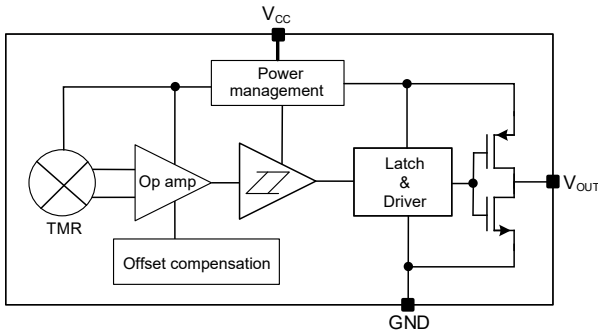 VCC
Power
management
Op amp
Latch
&
Driver
VOUT
TMR
Offset compensation
GND